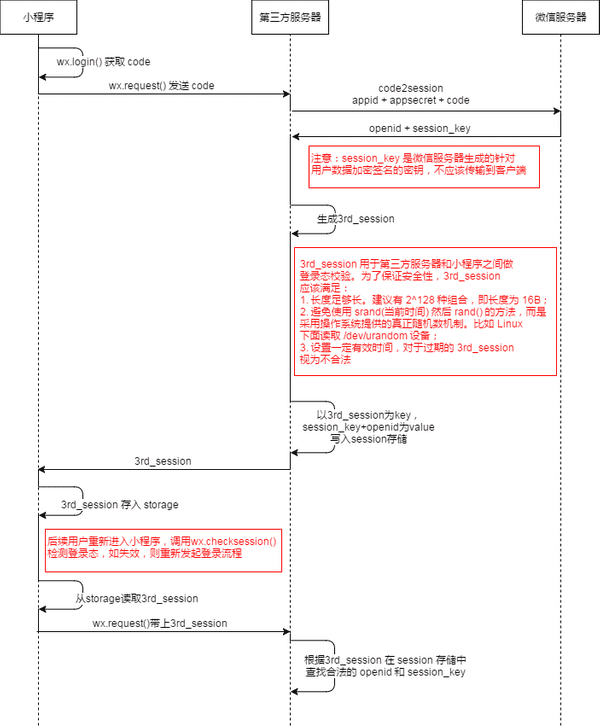 小程序
第三方服务器
微信服务器
wx.login() 获取 code
wx.request() 发送 code
code2session
appid + appsecret + code
openid + session_key
注意：session_key 是微信服务器生成的针对
用户数据加密签名的密钥，不应该传输到客户端
生成3rd_session
3rd_session 用于第三方服务器和小程序之间做
登录态校验。为了保证安全性，3rd_session
应该满足：
1. 长度足够长。建议有 2^128 种组合，即长度为 16B；
2. 避免使用 srand(当前时间) 然后 rand() 的方法，而是
采用操作系统提供的真正随机数机制。比如 Linux
下面读取 /dev/urandom 设备；
3. 设置一定有效时间，对于过期的 3rd_session
视为不合法
以3rd_session为key，
session_key+openid为value
写入session存储
3rd_session
3rd_session 存入 storage
后续用户重新进入小程序，调用wx.checksession()
检测登录态，如失效，则重新发起登录流程
从storage读取3rd_session
wx.request()带上3rd_session
根据3rd_session 在 session 存储中
查找合法的 openid 和 session_key